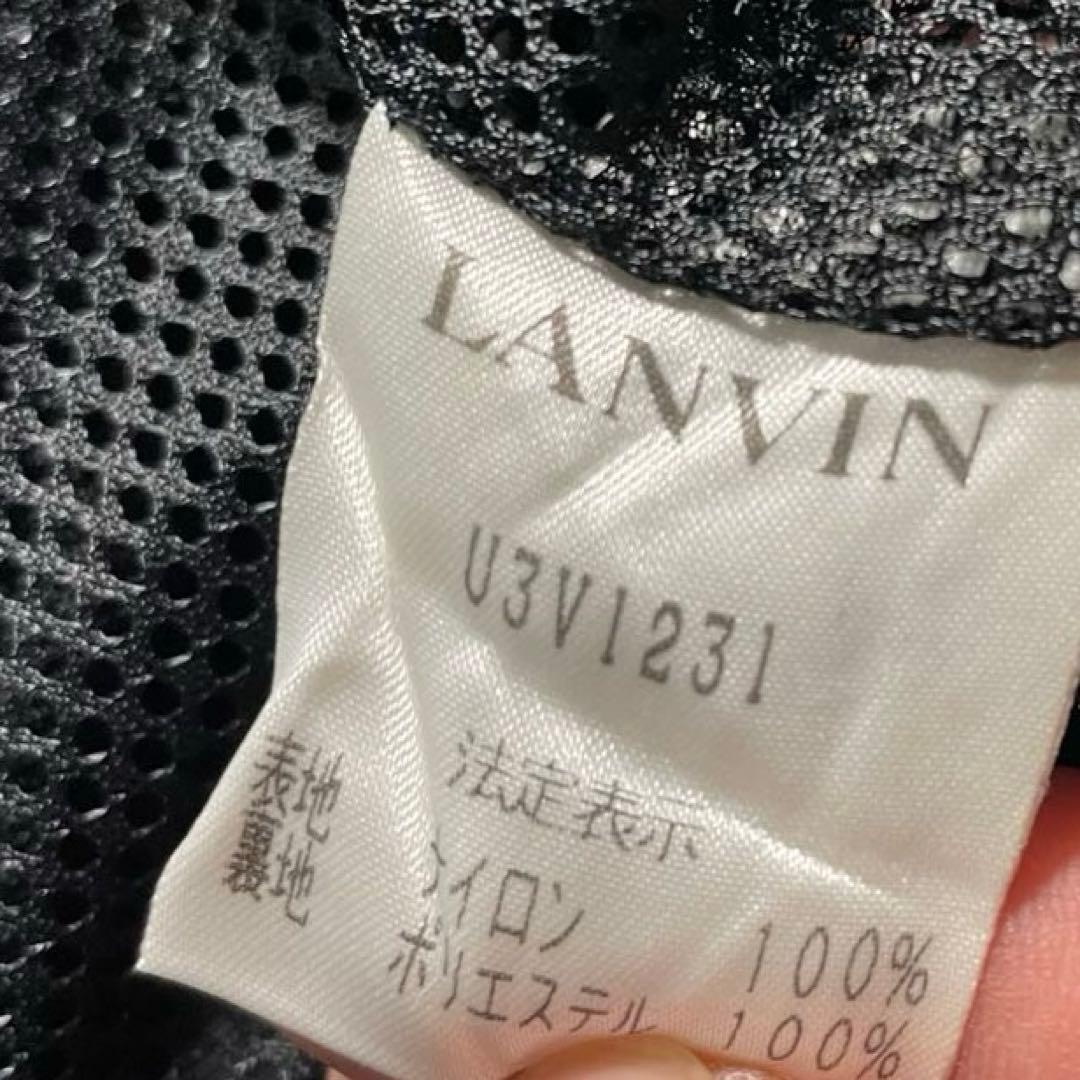 LANVIN
U3V1231
法定表示
表地 ナイロン 100%
裏地 ポリエステル 100%